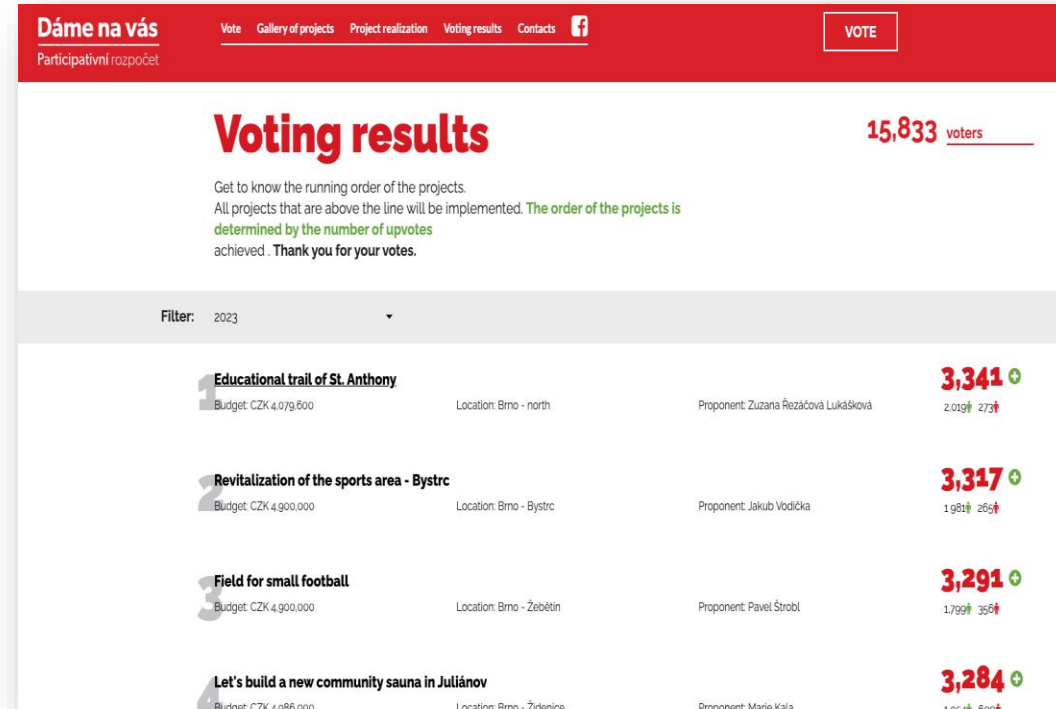 Dáme na vás
Participativní rozpočet
Vote Gallery of projects Project realization Voting results Contacts
VOTE
Voting results
15,833 voters
Get to know the running order of the projects.
All projects that are above the line will be implemented. The order of the projects is
determined by the number of upvotes
achieved . Thank you for your votes.
Filter: 2023
1
Educational trail of St. Anthony
3,341
Budget: CZK 4,079,600 Location: Brno - north Proponent: Zuzana Řezáčová Lukášková
2,019 273
2
Revitalization of the sports area - Bystrc
3,317
Budget: CZK 4,900,000 Location: Brno - Bystrc Proponent: Jakub Vodička
1 981 265
3
Field for small football
3,291
Budget: CZK 4,900,000 Location: Brno - Žebětín Proponent: Pavel Štrobl
1,799 356
4
Let's build a new community sauna in Juliánov
3,284
Budget: CZK 4,086,000 Location: Brno - Židenice Proponent: Marie Kala